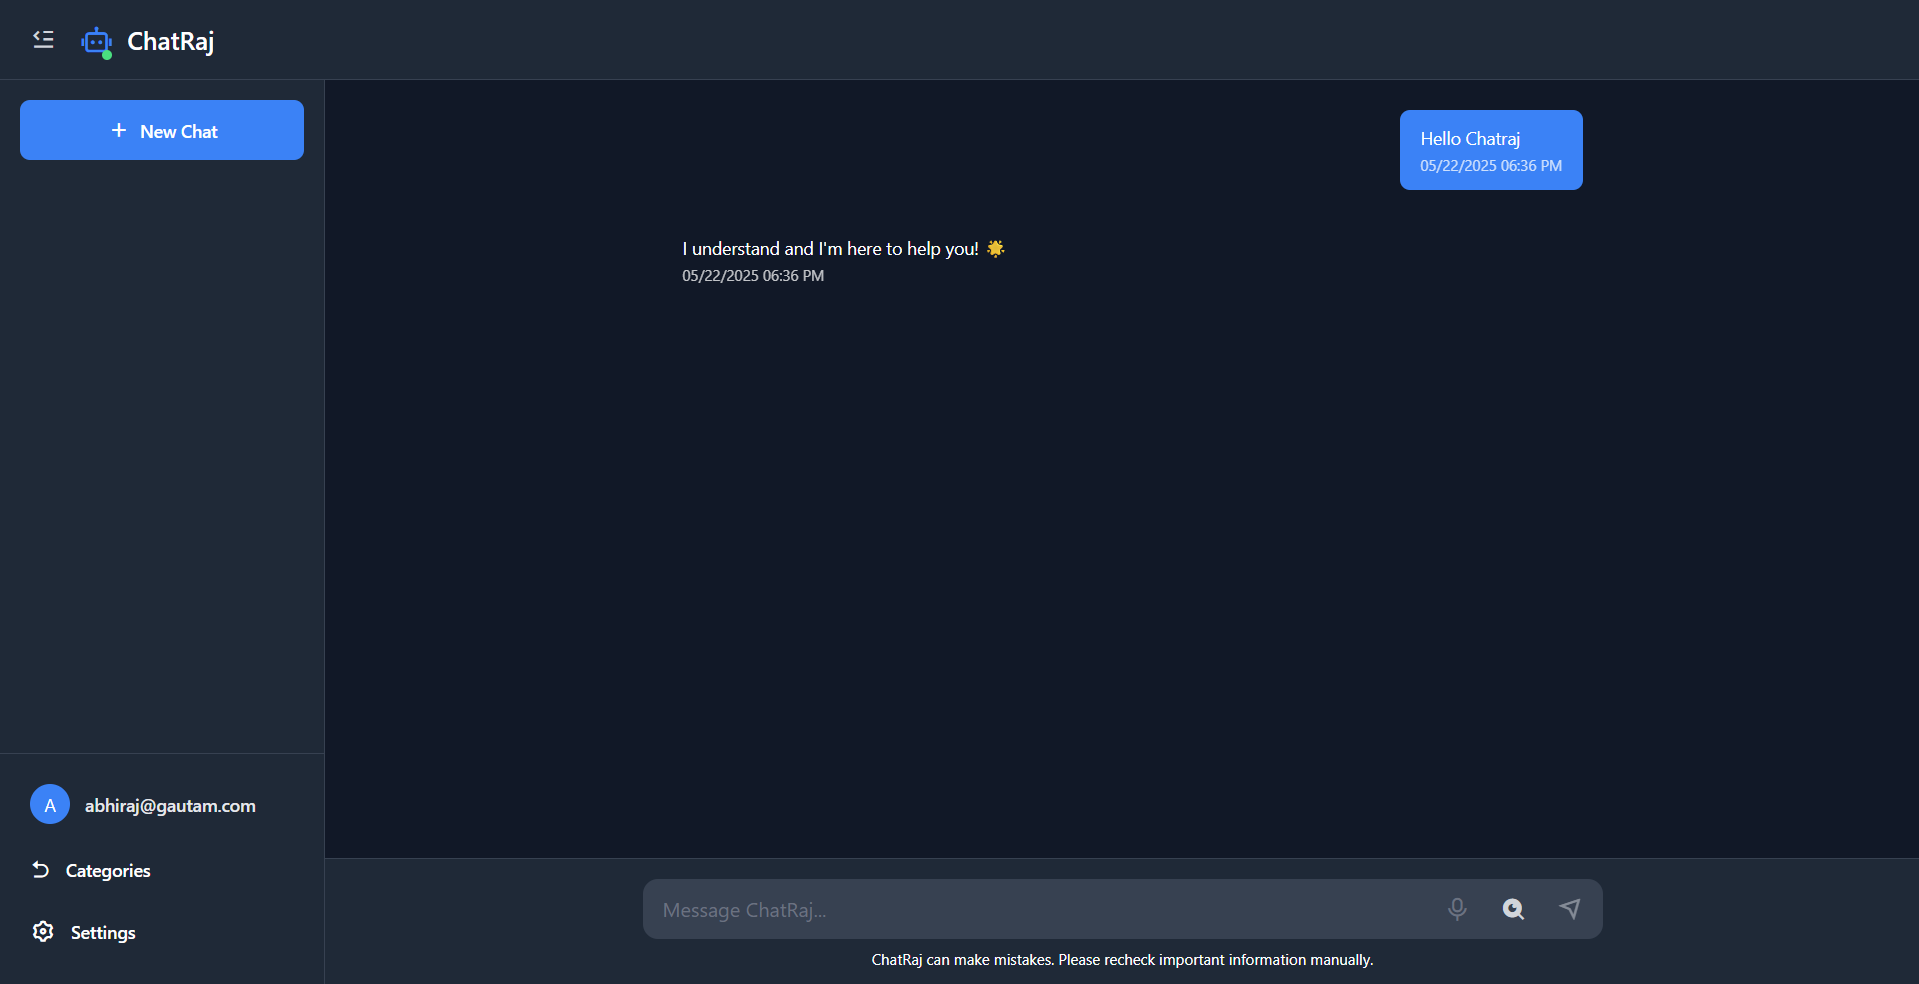 ChatRaj
New Chat
Hello Chatraj
05/22/2025 06:36 PM
I understand and I'm here to help you! 🌟
05/22/2025 06:36 PM
A abhiraj@gautam.com
Categories
Settings
Message ChatRaj...
ChatRaj can make mistakes. Please recheck important information manually.